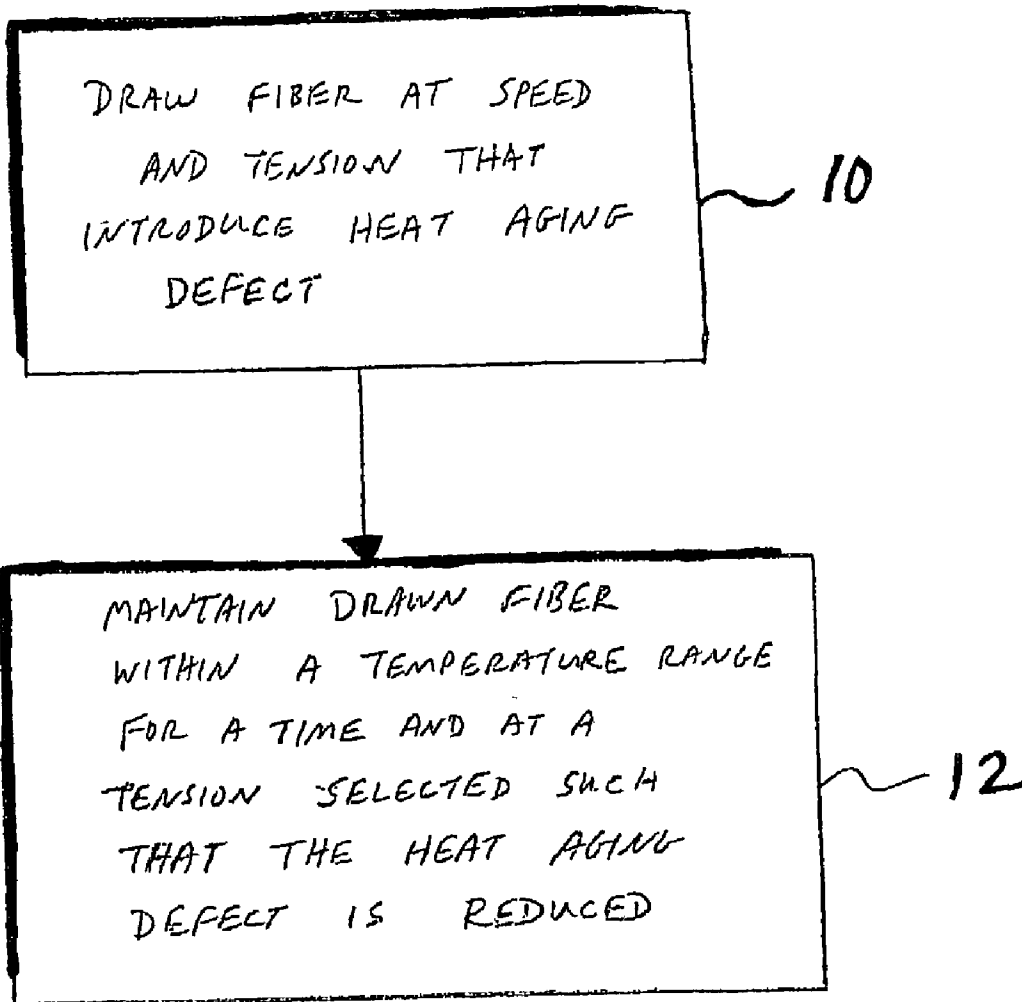 DRAW FIBER AT SPEED
AND TENSION THAT
INTRODUCE HEAT AGING
DEFECT
10
MAINTAIN DRAWN FIBER
WITHIN A TEMPERATURE RANGE
FOR A TIME AND AT A
TENSION SELECTED SUCH
THAT THE HEAT AGING
DEFECT IS REDUCED
12